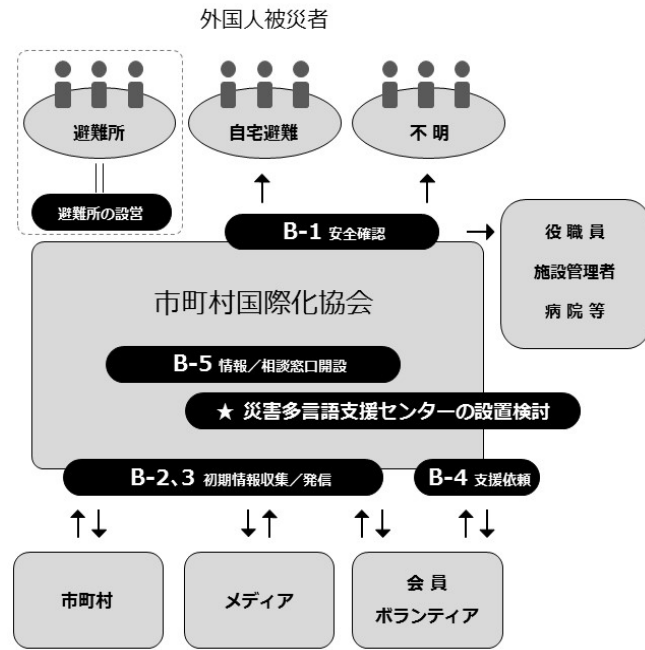 外国人被災者
避難所
自宅避難
不明
避難所の設営
B-1 安全確認
役職員
施設管理者
病院等
市町村国際化協会
B-5 情報／相談窓口開設
★ 災害多言語支援センターの設置検討
B-2、3 初期情報収集／発信
B-4 支援依頼
市町村
メディア
会員
ボランティア